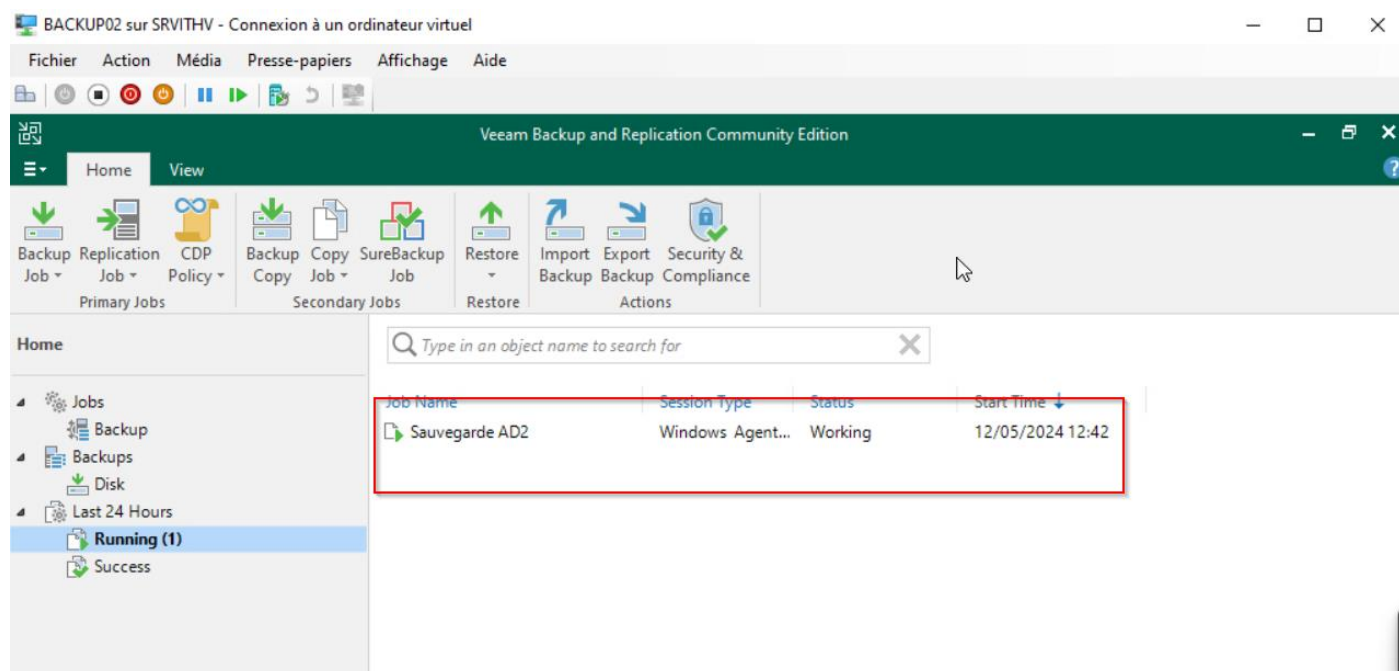 BACKUP02 sur SRVITHV - Connexion à un ordinateur virtuel
Fichier Action Média Presse-papiers Affichage Aide
Veeam Backup and Replication Community Edition
Home View
Backup Replication CDP Backup Copy SureBackup Restore Import Export Security &
Job Job Policy Copy Job Job Backup Backup Compliance
Primary Jobs Secondary Jobs Restore Actions
Home
Type in an object name to search for
Job Name Session Type Status Start Time
Jobs
Backup
Sauvegarde AD2 Windows Agent... Working 12/05/2024 12:42
Backups
Disk
Last 24 Hours
Running (1)
Success